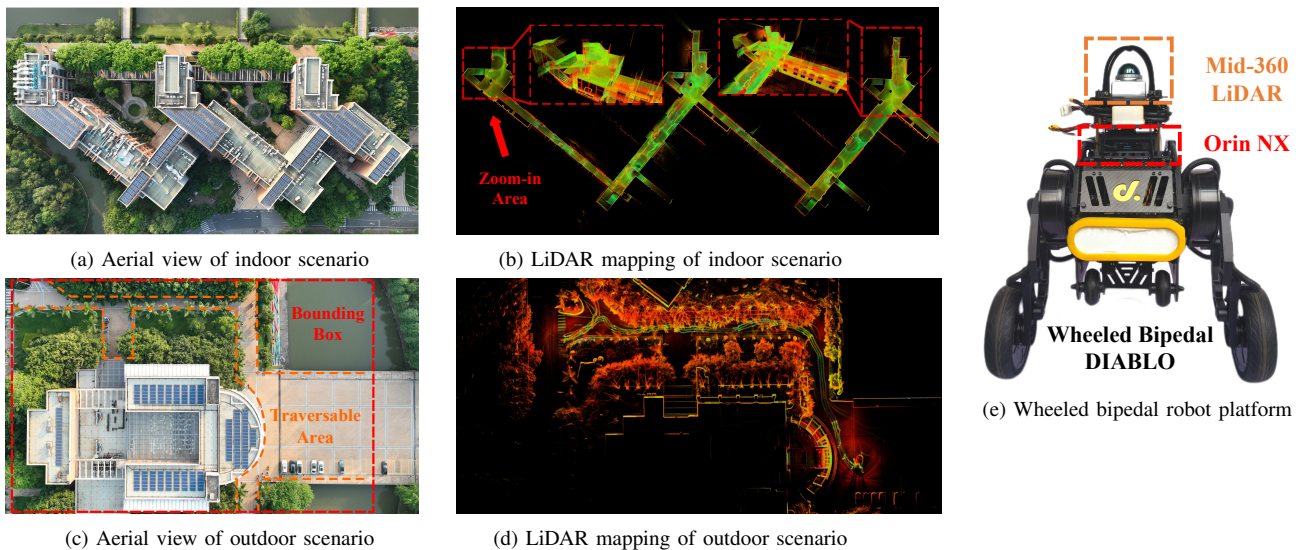 Zoom-in
Area
Mid-360
LiDAR
Orin NX
Wheeled Bipedal
DIABLO
(a) Aerial view of indoor scenario
(b) LiDAR mapping of indoor scenario
Bounding
Box
Traversable
Area
(e) Wheeled bipedal robot platform
(c) Aerial view of outdoor scenario
(d) LiDAR mapping of outdoor scenario